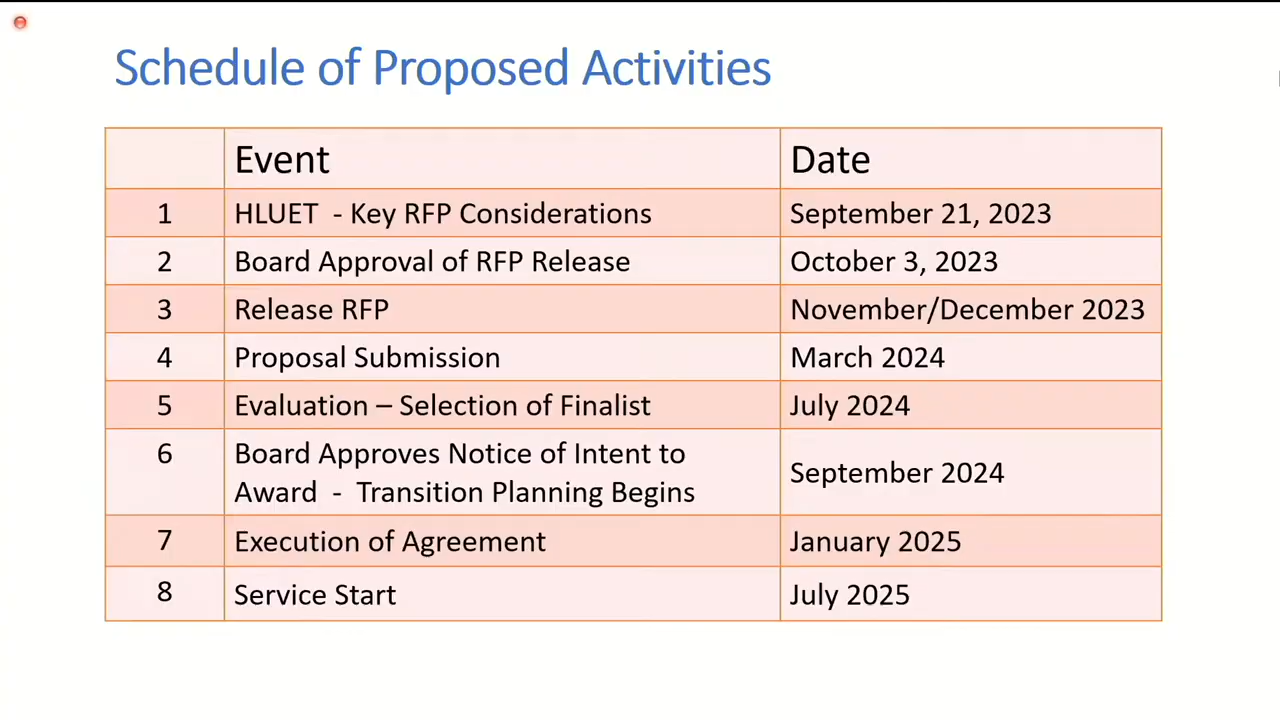 Schedule of Proposed Activities
Event Date
1 HLUET - Key RFP Considerations September 21, 2023
2 Board Approval of RFP Release October 3, 2023
3 Release RFP November/December 2023
4 Proposal Submission March 2024
5 Evaluation – Selection of Finalist July 2024
6 Board Approves Notice of Intent to
Award - Transition Planning Begins September 2024
7 Execution of Agreement January 2025
8 Service Start July 2025